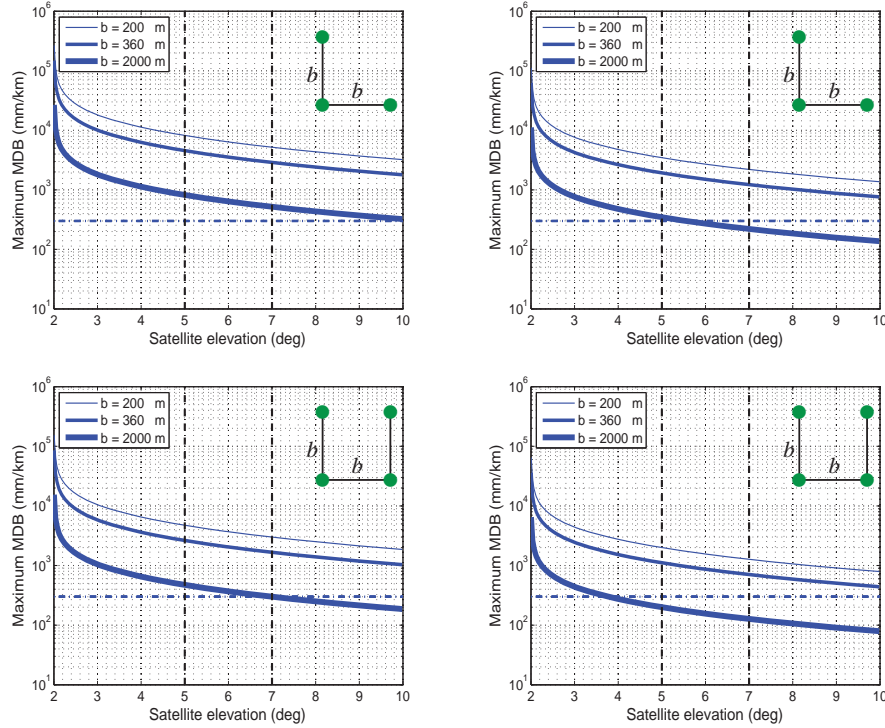 10^6
10^5
10^4
10^3
10^2
10^1
Maximum MDB (mm/km)
b = 200 m
b = 360 m
b = 2000 m
b
b
2 3 4 5 6 7 8 9 10
Satellite elevation (deg)
10^6
10^5
10^4
10^3
10^2
10^1
Maximum MDB (mm/km)
b = 200 m
b = 360 m
b = 2000 m
b
b
2 3 4 5 6 7 8 9 10
Satellite elevation (deg)
10^6
10^5
10^4
10^3
10^2
10^1
Maximum MDB (mm/km)
b = 200 m
b = 360 m
b = 2000 m
b
b
2 3 4 5 6 7 8 9 10
Satellite elevation (deg)
10^6
10^5
10^4
10^3
10^2
10^1
Maximum MDB (mm/km)
b = 200 m
b = 360 m
b = 2000 m
b
b
2 3 4 5 6 7 8 9 10
Satellite elevation (deg)